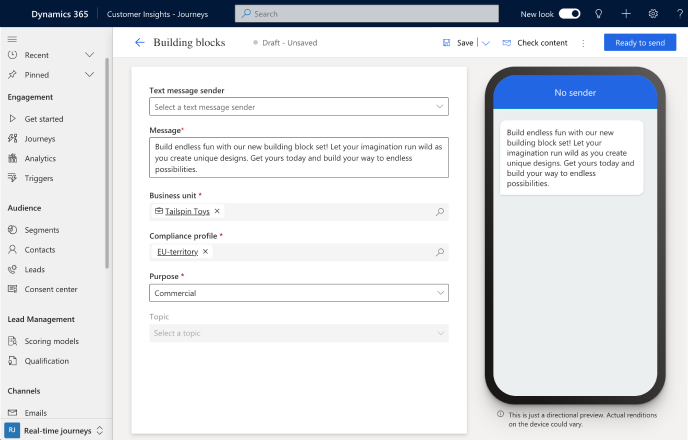 Dynamics 365
Customer Insights - Journeys
Search
New look
Recent
Pinned
Engagement
Get started
Journeys
Analytics
Triggers
Audience
Segments
Contacts
Leads
Consent center
Lead Management
Scoring models
Qualification
Channels
Emails
RJ Real-time journeys
Building blocks
Draft - Unsaved
Save
Check content
Ready to send
Text message sender
Select a text message sender
Message*
Build endless fun with our new building block set! Let your imagination run wild as
you create unique designs. Get yours today and build your way to endless
possibilities.
Business unit *
Tailspin Toys ×
Compliance profile *
EU-territory ×
Purpose *
Commercial
Topic
Select a topic
No sender
Build endless fun with our new
building block set! Let your
imagination run wild as you create
unique designs. Get yours today and
build your way to endless
possibilities.
This is just a directional preview. Actual renditions
on the device could vary.